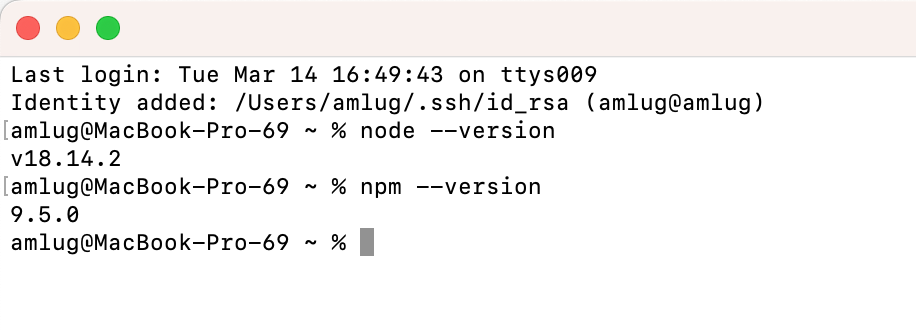 Last login: Tue Mar 14 16:49:43 on ttys009
Identity added: /Users/amlug/.ssh/id_rsa (amlug@amlug)
[amlug@MacBook-Pro-69 ~ % node --version
v18.14.2
[amlug@MacBook-Pro-69 ~ % npm --version
9.5.0
amlug@MacBook-Pro-69 ~ %